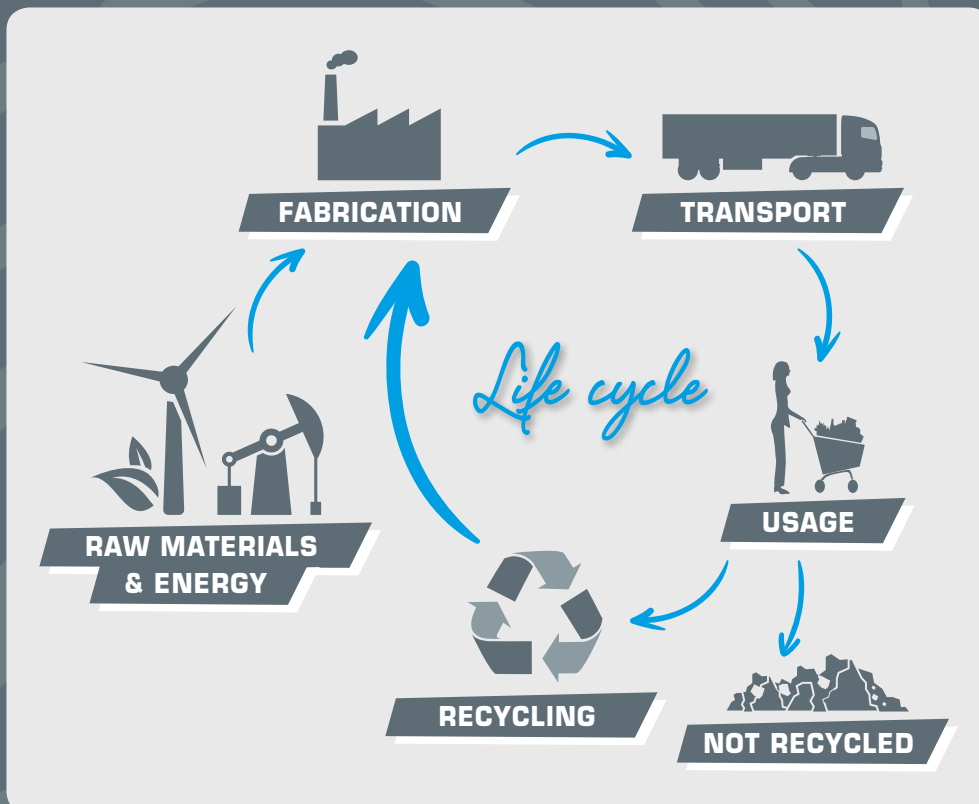 FABRICATION
TRANSPORT
Life cycle
USAGE
RAW MATERIALS
& ENERGY
RECYCLING
NOT RECYCLED